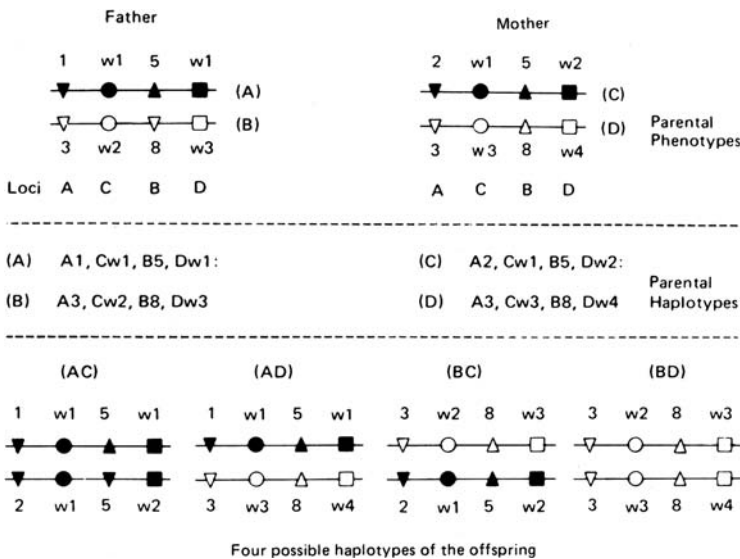 Father
Mother
1 w1 5 w1
2 w1 5 w2
(A)
(C)
(B)
(D)
Parental
Phenotypes
3 w2 8 w3
3 w3 8 w4
Loci A C B D
A C B D
(A) A1, Cw1, B5, Dw1:
(C) A2, Cw1, B5, Dw2:
Parental
Haplotypes
(B) A3, Cw2, B8, Dw3
(D) A3, Cw3, B8, Dw4
(AC) (AD) (BC) (BD)
1 w1 5 w1 1 w1 5 w1 3 w2 8 w3 3 w2 8 w3
2 w1 5 w2 3 w3 8 w4 2 w1 5 w2 3 w3 8 w4
Four possible haplotypes of the offspring